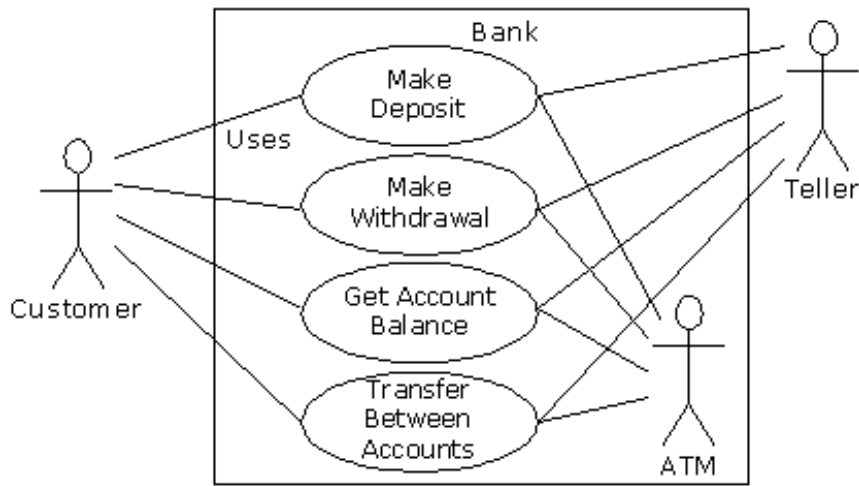 Bank
Make
Deposit
Uses
Make
Withdrawal
Teller
Get Account
Balance
Customer
Transfer
Between
Accounts
ATM